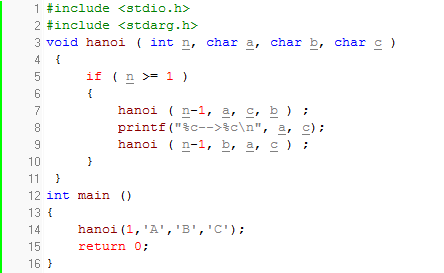 1 #include <stdio.h>
2 #include <stdarg.h>
3 void hanoi ( int n, char a, char b, char c )
4 {
5     if ( n >= 1 )
6     {
7         hanoi ( n-1, a, c, b ) ;
8         printf("%c-->%c\n", a, c);
9         hanoi ( n-1, b, a, c ) ;
10     }
11 }
12 int main ()
13 {
14     hanoi(1,'A','B','C');
15     return 0;
16 }